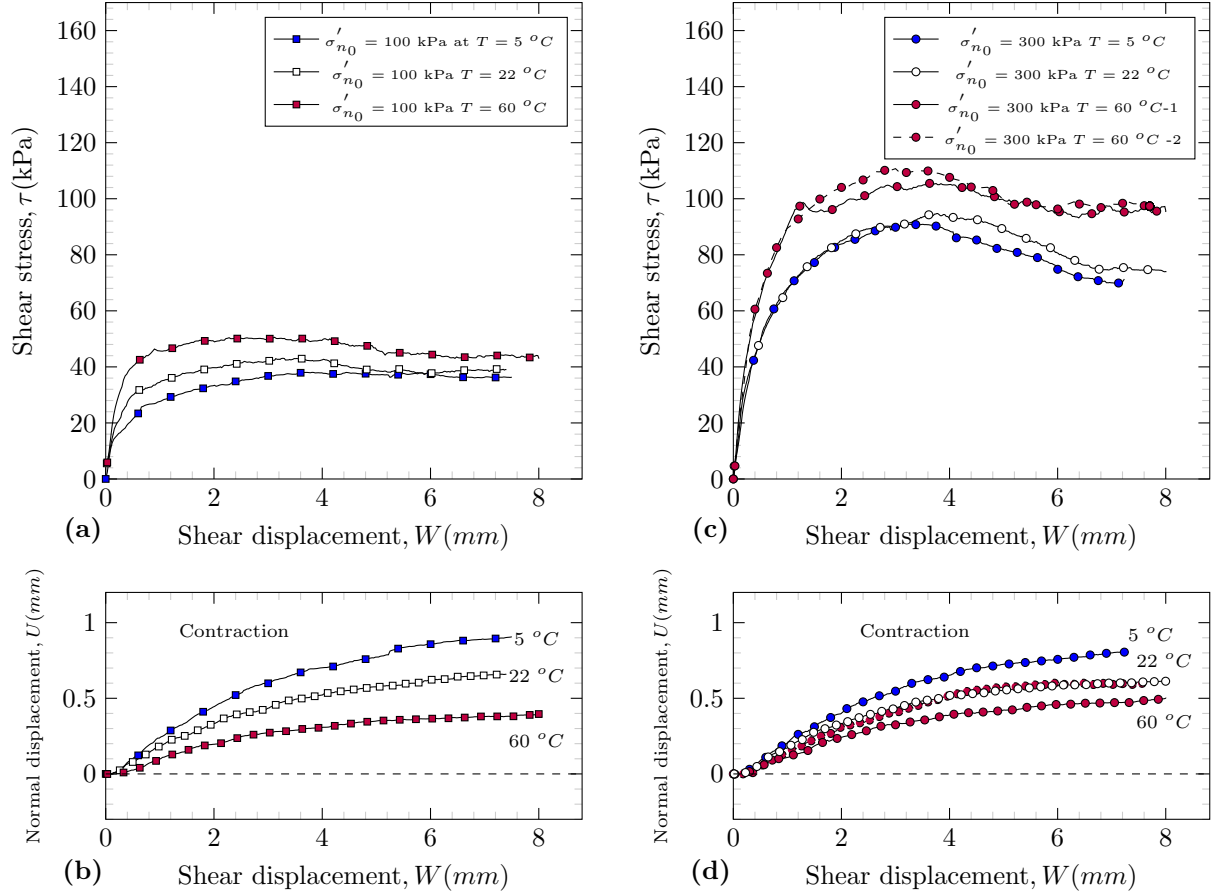 160
140
120
100
80
60
40
20
0
Shear stress, τ(kPa)
σ′n0 = 100 kPa at T = 5 °C
σ′n0 = 100 kPa T = 22 °C
σ′n0 = 100 kPa T = 60 °C
0 2 4 6 8
(a)
Shear displacement, W(mm)
160
140
120
100
80
60
40
20
0
Shear stress, τ(kPa)
σ′n0 = 300 kPa T = 5 °C
σ′n0 = 300 kPa T = 22 °C
σ′n0 = 300 kPa T = 60 °C-1
σ′n0 = 300 kPa T = 60 °C -2
0 2 4 6 8
(c)
Shear displacement, W(mm)
1
0.5
0
Normal displacement, U(mm)
Contraction
5 °C
22 °C
60 °C
0 2 4 6 8
(b)
Shear displacement, W(mm)
1
0.5
0
Normal displacement, U(mm)
Contraction
5 °C
22 °C
60 °C
0 2 4 6 8
(d)
Shear displacement, W(mm)